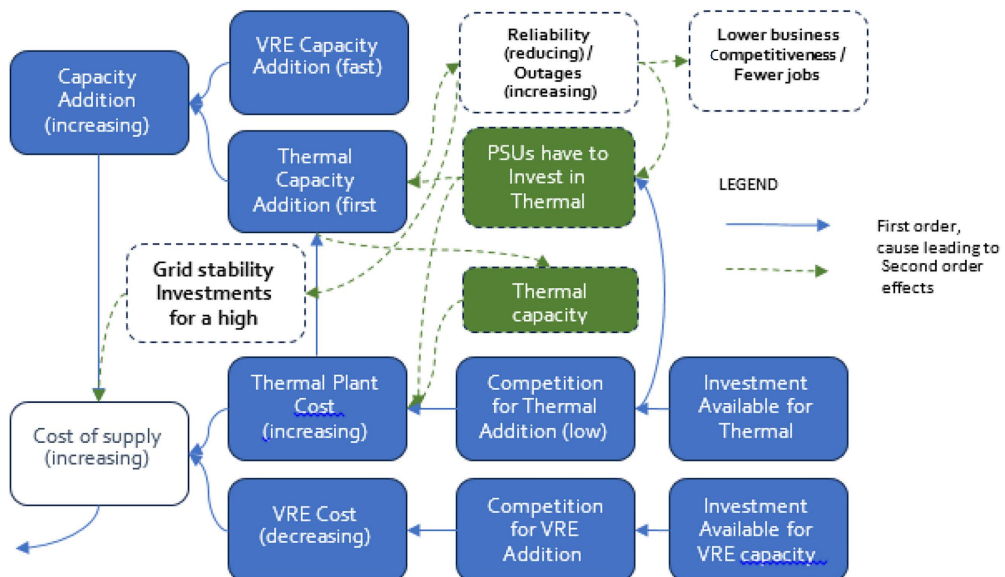 VRE Capacity
Addition (fast)
Capacity
Addition
(increasing)
Thermal
Capacity
Addition (first
Reliability
(reducing) /
Outages
(increasing)
Lower business
Competitiveness /
Fewer jobs
PSUs have to
Invest in
Thermal
LEGEND
First order,
cause leading to
Second order
effects
Grid stability
Investments
for a high
Thermal
capacity
Thermal Plant
Cost
(increasing)
Competition
for Thermal
Addition (low)
Investment
Available for
Thermal
Cost of supply
(increasing)
VRE Cost
(decreasing)
Competition
for VRE
Addition
Investment
Available for
VRE capacity